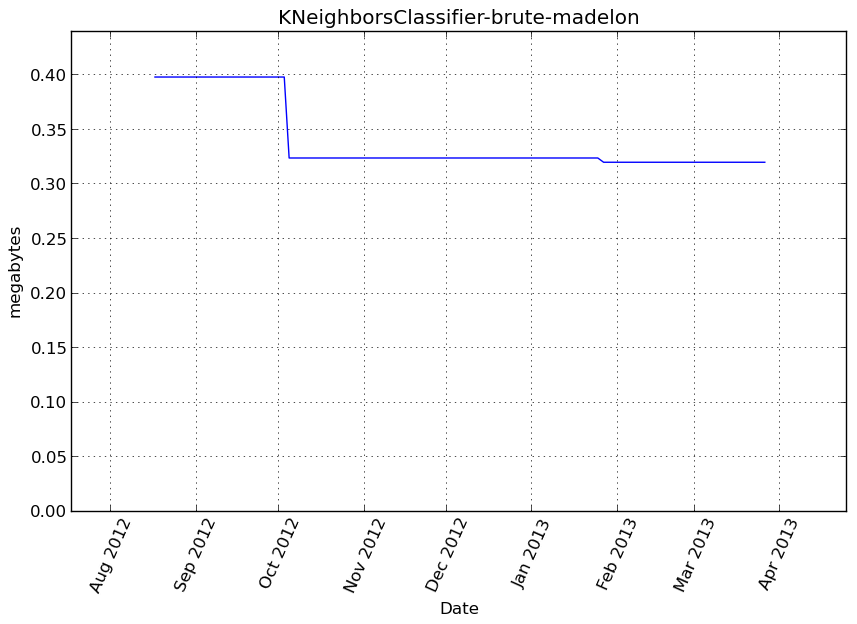 KNeighborsClassifier-brute-madelon
megabytes
0.40
0.35
0.30
0.25
0.20
0.15
0.10
0.05
0.00
Aug 2012
Sep 2012
Oct 2012
Nov 2012
Dec 2012
Jan 2013
Feb 2013
Mar 2013
Apr 2013
Date